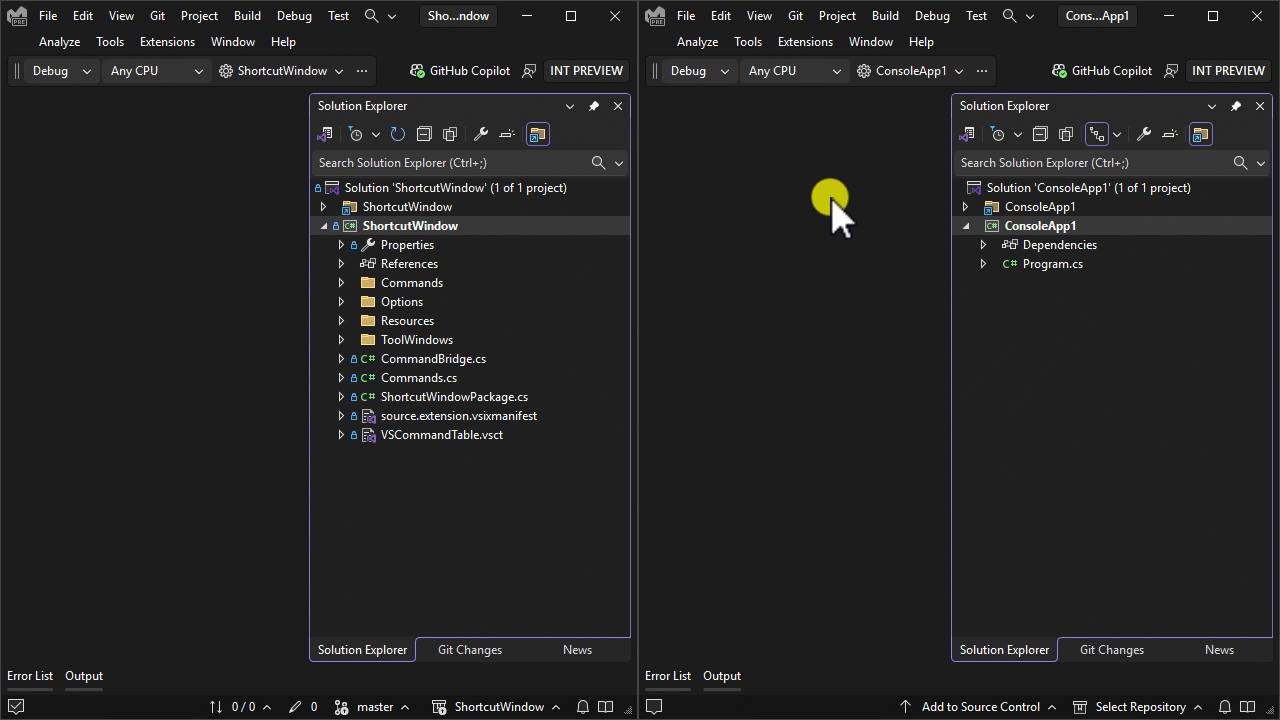 File Edit View Git Project Build Debug Test Sho...ndow
Analyze Tools Extensions Window Help
Debug Any CPU ShortcutWindow GitHub Copilot INT PREVIEW
Solution Explorer
Search Solution Explorer (Ctrl+;)
Solution 'ShortcutWindow' (1 of 1 project)
ShortcutWindow
C# ShortcutWindow
Properties
References
Commands
Options
Resources
ToolWindows
C# CommandBridge.cs
C# Commands.cs
C# ShortcutWindowPackage.cs
source.extension.vsixmanifest
VSCommandTable.vsct
Solution Explorer Git Changes News
Error List Output
0 / 0 0 master ShortcutWindow
PRE File Edit View Git Project Build Debug Test Cons...App1
Analyze Tools Extensions Window Help
Debug Any CPU ConsoleApp1 GitHub Copilot INT PREVIEW
Solution Explorer
Search Solution Explorer (Ctrl+;)
Solution 'ConsoleApp1' (1 of 1 project)
ConsoleApp1
C# ConsoleApp1
Dependencies
C# Program.cs
Solution Explorer Git Changes News
Error List Output
Add to Source Control Select Repository